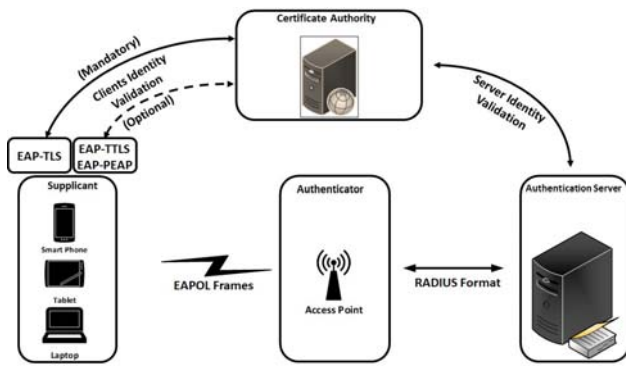 Certificate Authority
(Mandatory)
Clients Identity
Validation
(Optional)
Server Identity
Validation
EAP-TLS
EAP-TTLS
EAP-PEAP
Supplicant
Smart Phone
Tablet
Laptop
EAPOL Frames
Authenticator
Access Point
RADIUS Format
Authentication Server